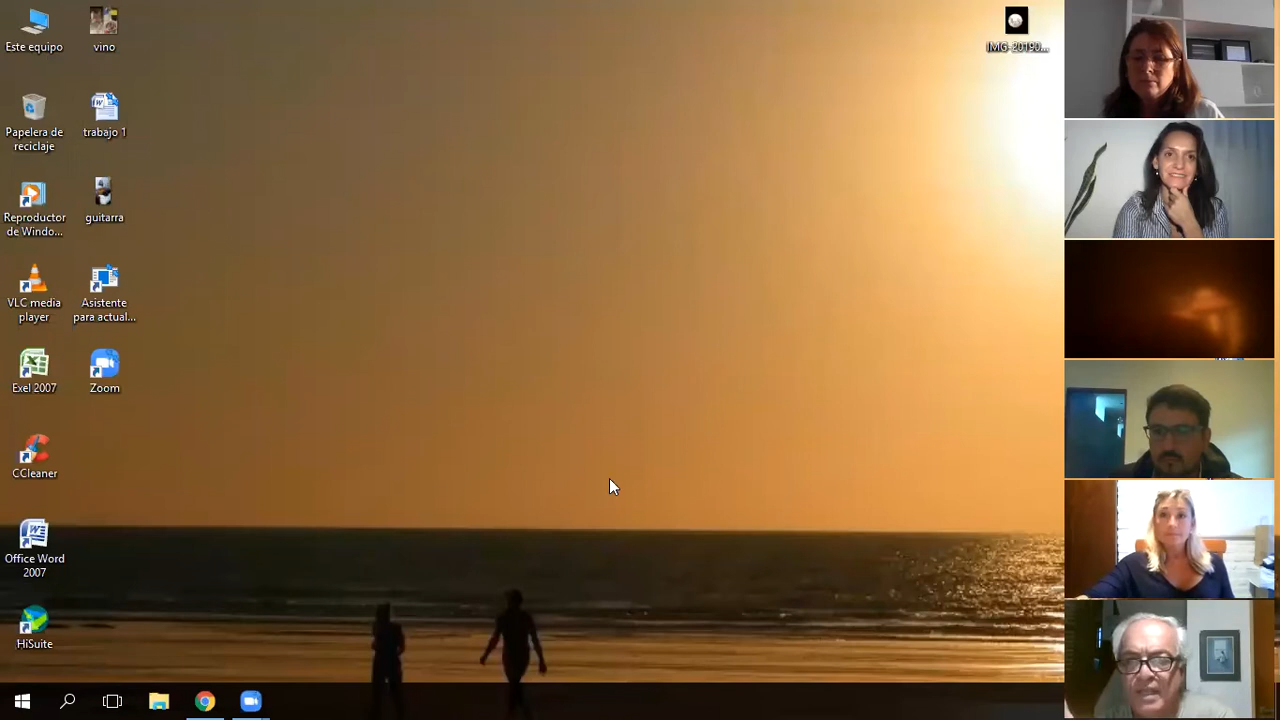 Este equipo
vino
IMG-20190...
Papelera de
reciclaje
trabajo 1
Reproductor
de Windo...
guitarra
VLC media
player
Asistente
para actual...
Exel 2007
Zoom
CCleaner
Office Word
2007
HiSuite